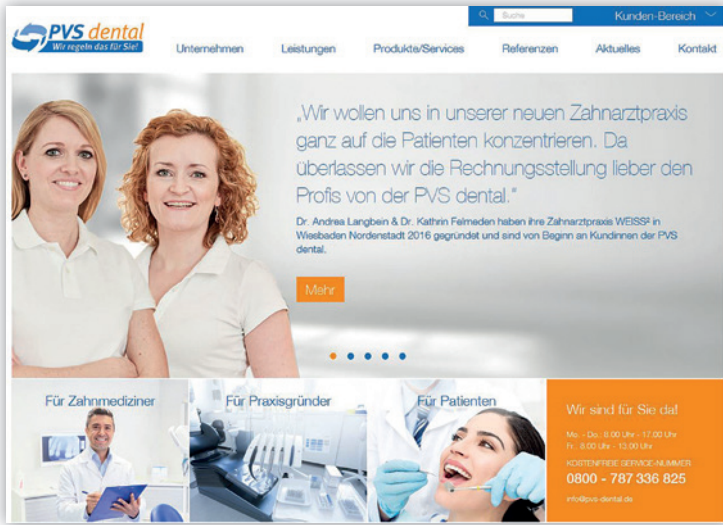 Suche
Kunden-Bereich
PVS dental
Wir regeln das für Sie!
Unternehmen
Leistungen
Produkte/Services
Referenzen
Aktuelles
Kontakt
„Wir wollen uns in unserer neuen Zahnarztpraxis
ganz auf die Patienten konzentrieren. Da
überlassen wir die Rechnungsstellung lieber den
Profis von der PVS dental."
Dr. Andrea Langbein & Dr. Kathrin Felmeden haben ihre Zahnarztpraxis WEISS² in
Wiesbaden Nordenstadt 2016 gegründet und sind von Beginn an Kundinnen der PVS
dental.
Mehr
Für Zahnmediziner
Für Praxisgründer
Für Patienten
Wir sind für Sie da!
Mo. - Do.: 8.00 Uhr - 17.00 Uhr
Fr.: 8.00 Uhr - 13.00 Uhr
KOSTENFREIE SERVICE-NUMMER
0800 - 787 336 825
info@pvs-dental.de